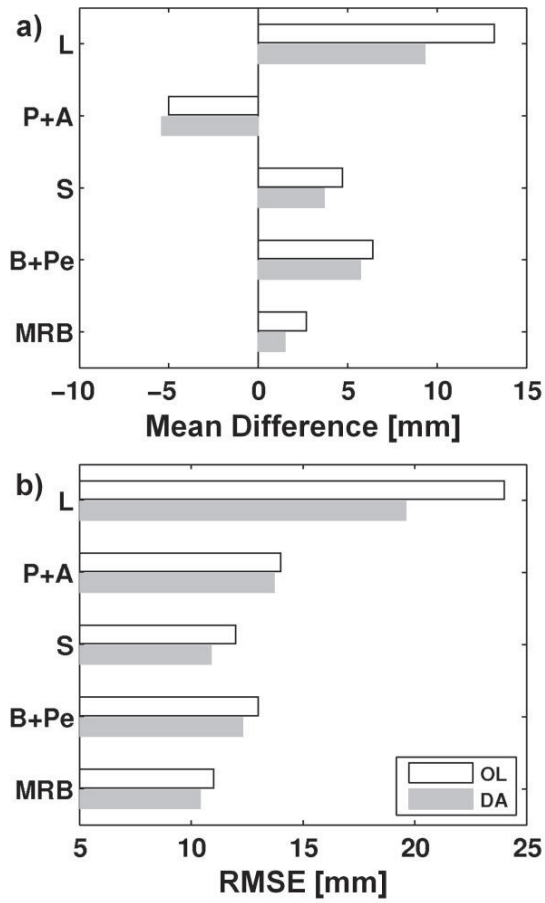 a)
L
P+A
S
B+Pe
MRB
−10 −5 0 5 10 15
Mean Difference [mm]
b)
L
P+A
S
B+Pe
MRB
OL
DA
5 10 15 20 25
RMSE [mm]